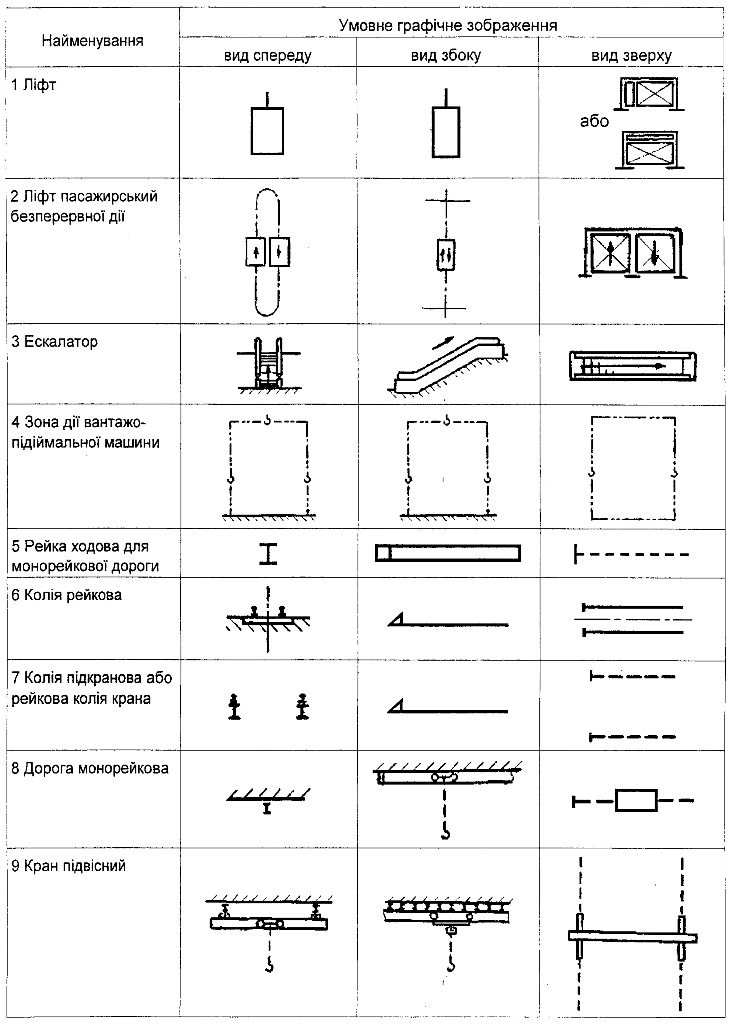 Найменування
Умовне графічне зображення
вид спереду
вид збоку
вид зверху
1 Ліфт
або
2 Ліфт пасажирський
безперервної дії
3 Ескалатор
4 Зона дії вантажо-
підіймальної машини
5 Рейка ходова для
монорейкової дороги
6 Колія рейкова
7 Колія підкранова або
рейкова колія крана
8 Дорога монорейкова
9 Кран підвісний